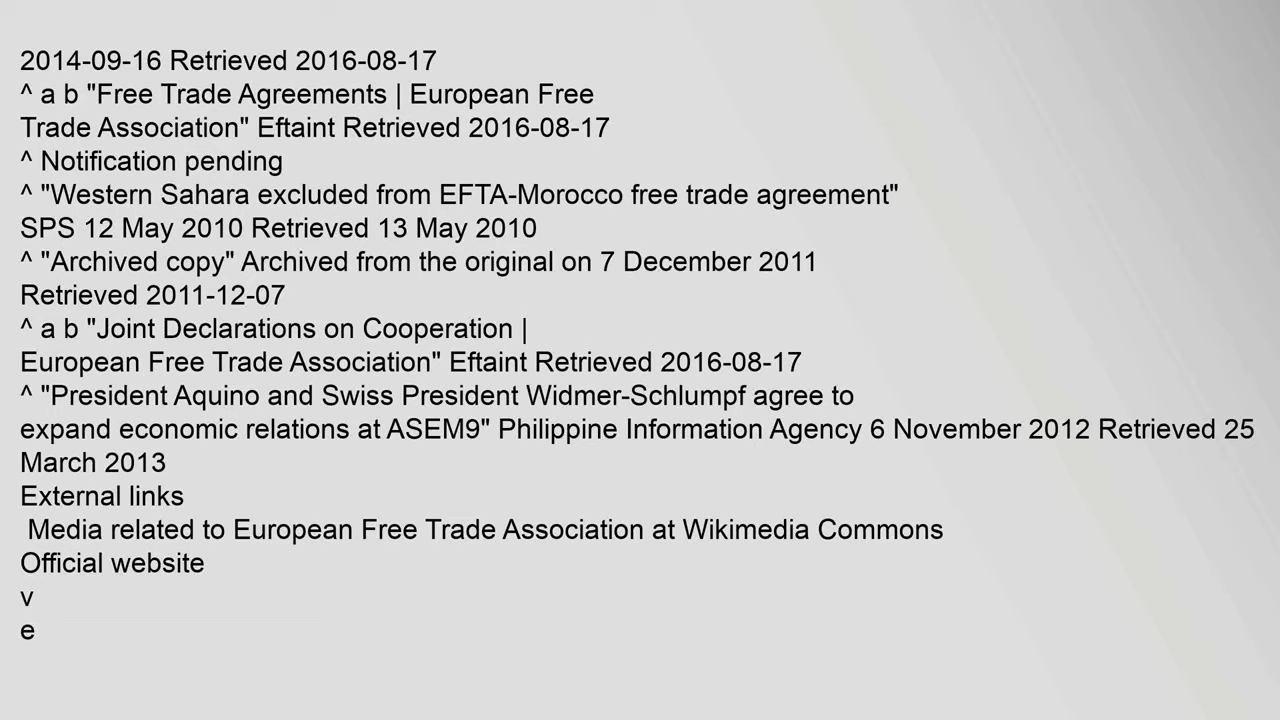 2014-09-16 Retrieved 2016-08-17
^ a b "Free Trade Agreements | European Free
Trade Association" Eftaint Retrieved 2016-08-17
^ Notification pending
^ "Western Sahara excluded from EFTA-Morocco free trade agreement"
SPS 12 May 2010 Retrieved 13 May 2010
^ "Archived copy" Archived from the original on 7 December 2011
Retrieved 2011-12-07
^ a b "Joint Declarations on Cooperation |
European Free Trade Association" Eftaint Retrieved 2016-08-17
^ "President Aquino and Swiss President Widmer-Schlumpf agree to
expand economic relations at ASEM9" Philippine Information Agency 6 November 2012 Retrieved 25
March 2013
External links
Media related to European Free Trade Association at Wikimedia Commons
Official website
v
e